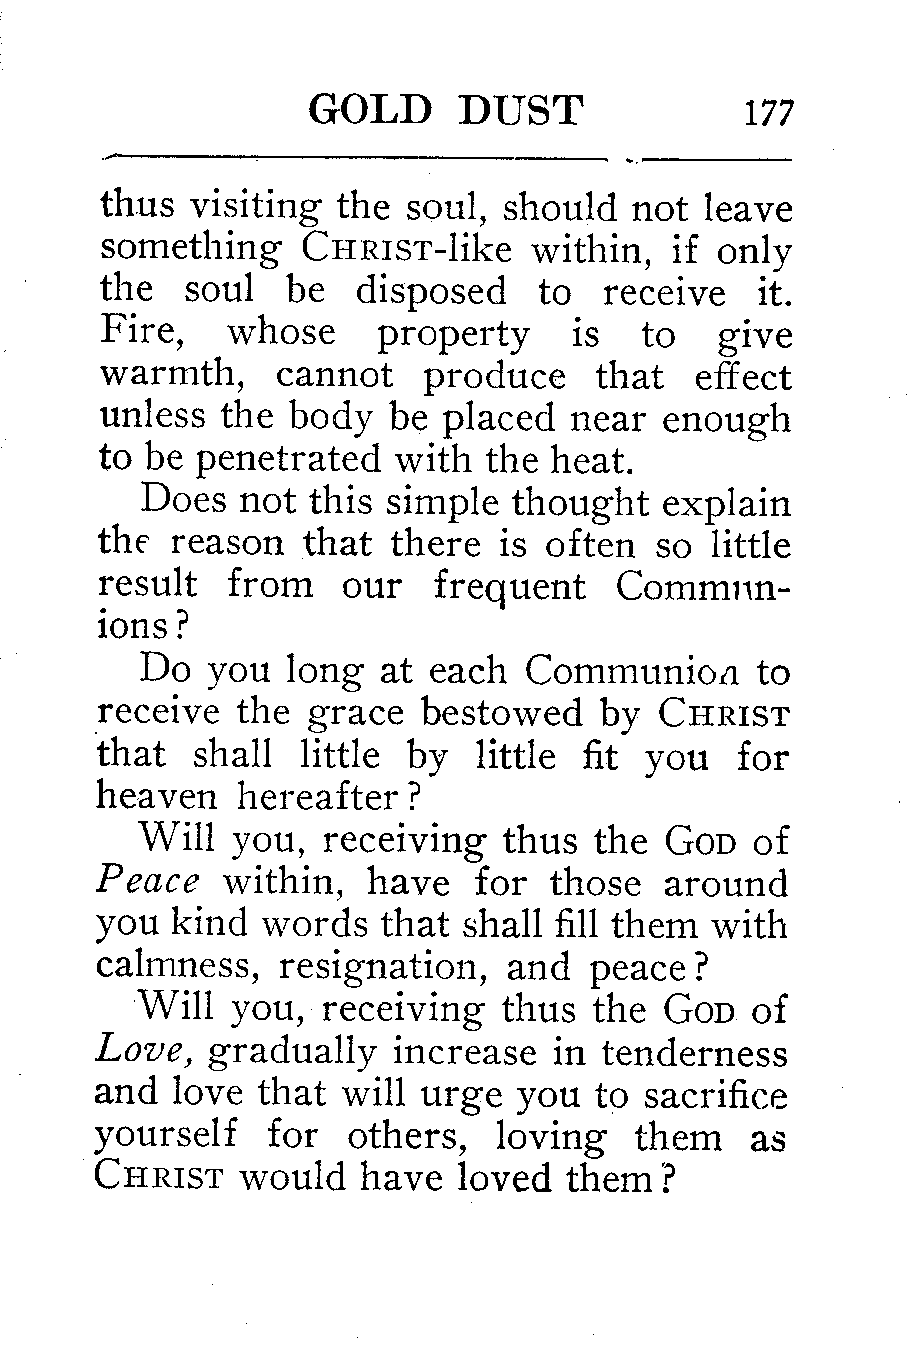 GOLD DUST 177
thus visiting the soul, should not leave
something CHRIST-like within, if only
the soul be disposed to receive it.
Fire, whose property is to give
warmth, cannot produce that effect
unless the body be placed near enough
to be penetrated with the heat.
Does not this simple thought explain
the reason that there is often so little
result from our frequent Commun-
ions?
Do you long at each Communion to
receive the grace bestowed by CHRIST
that shall little by little fit you for
heaven hereafter?
Will you, receiving thus the GOD of
Peace within, have for those around
you kind words that shall fill them with
calmness, resignation, and peace?
Will you, receiving thus the GOD of
Love, gradually increase in tenderness
and love that will urge you to sacrifice
yourself for others, loving them as
CHRIST would have loved them?